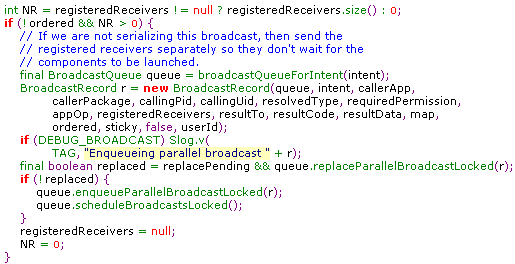 int NR = registeredReceivers != null ? registeredReceivers.size() : 0;
if (!ordered && NR > 0) {
// If we are not serializing this broadcast, then send the
// registered receivers separately so they don't wait for the
// components to be launched.
final BroadcastQueue queue = broadcastQueueForIntent(intent);
BroadcastRecord r = new BroadcastRecord(queue, intent, callerApp,
callerPackage, callingPid, callingUid, resolvedType, requiredPermission,
appOp, registeredReceivers, resultTo, resultCode, resultData, map,
ordered, sticky, false, userId);
if (DEBUG_BROADCAST) Slog.v(
TAG, "Enqueueing parallel broadcast " + r);
final boolean replaced = replacePending && queue.replaceParallelBroadcastLocked(r);
if (!replaced) {
queue.enqueueParallelBroadcastLocked(r);
queue.scheduleBroadcastsLocked();
}
registeredReceivers = null;
NR = 0;
}